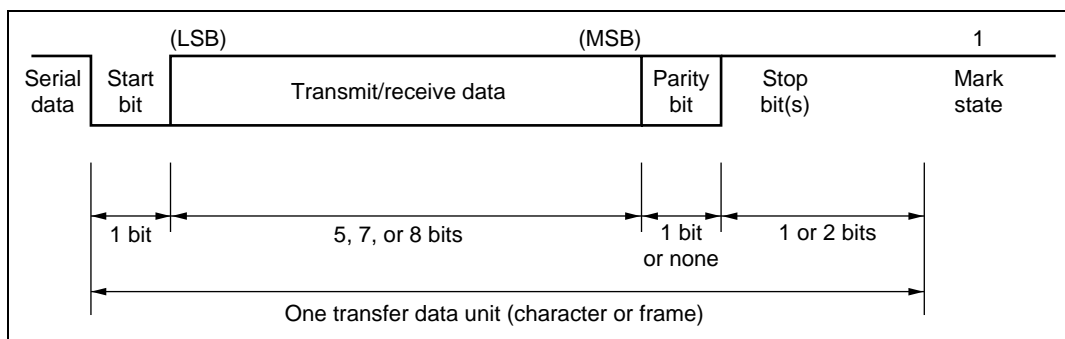 (LSB) (MSB) 1
Serial data
Start bit
Transmit/receive data
Parity bit
Stop bit(s)
Mark state
1 bit
5, 7, or 8 bits
1 bit or none
1 or 2 bits
One transfer data unit (character or frame)